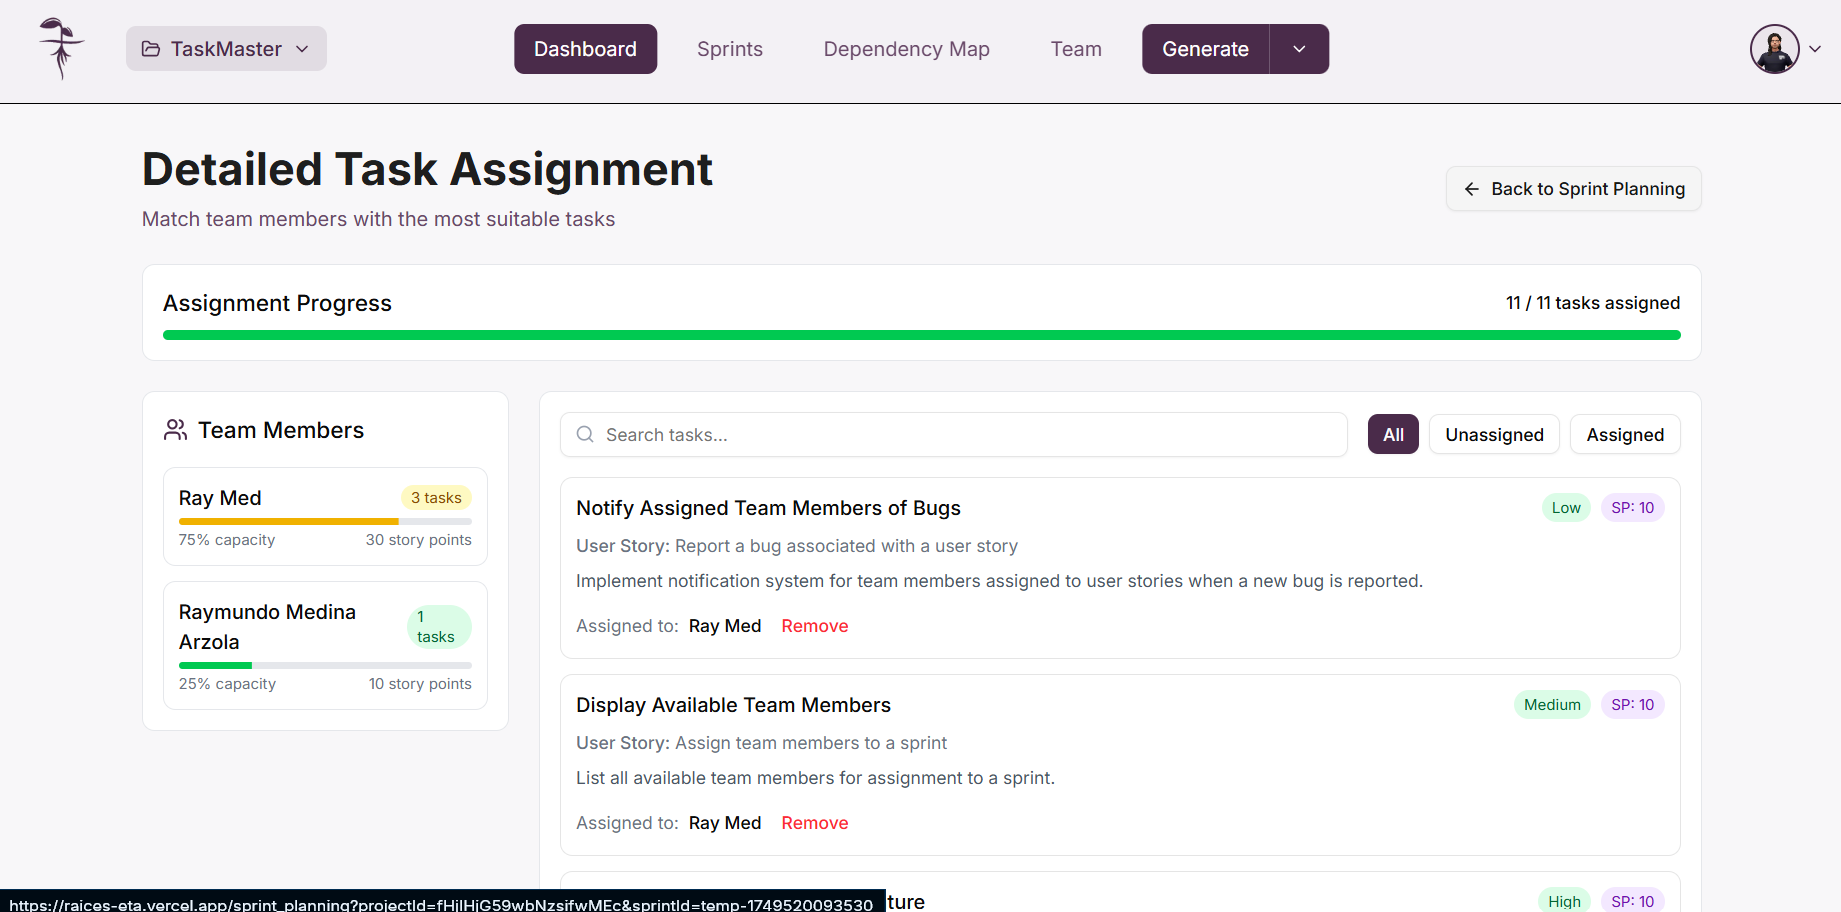 TaskMaster
Dashboard
Sprints
Dependency Map
Team
Generate
Detailed Task Assignment
Match team members with the most suitable tasks
Back to Sprint Planning
Assignment Progress
11 / 11 tasks assigned
Team Members
Ray Med
3 tasks
75% capacity
30 story points
Raymundo Medina
Arzola
1
tasks
25% capacity
10 story points
Search tasks...
All
Unassigned
Assigned
Notify Assigned Team Members of Bugs
Low
SP: 10
User Story: Report a bug associated with a user story
Implement notification system for team members assigned to user stories when a new bug is reported.
Assigned to: Ray Med Remove
Display Available Team Members
Medium
SP: 10
User Story: Assign team members to a sprint
List all available team members for assignment to a sprint.
Assigned to: Ray Med Remove
ture
High
SP: 10
https://raices-eta.vercel.app/sprint_planning?projectId=fHjlHjG59wbNzsifwMEc&sprintId=temp-1749520093530